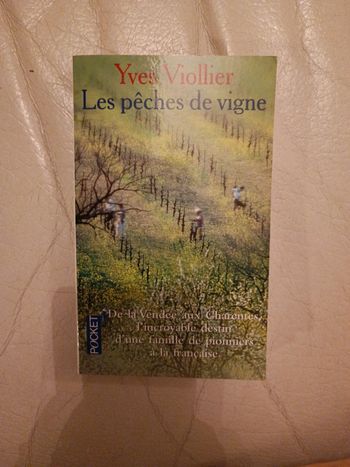 Yves Viollier
Les pêches de vigne
De la Vendée aux Charentes,
l'incroyable destin
d'une famille de pionniers
à la française
POCKET